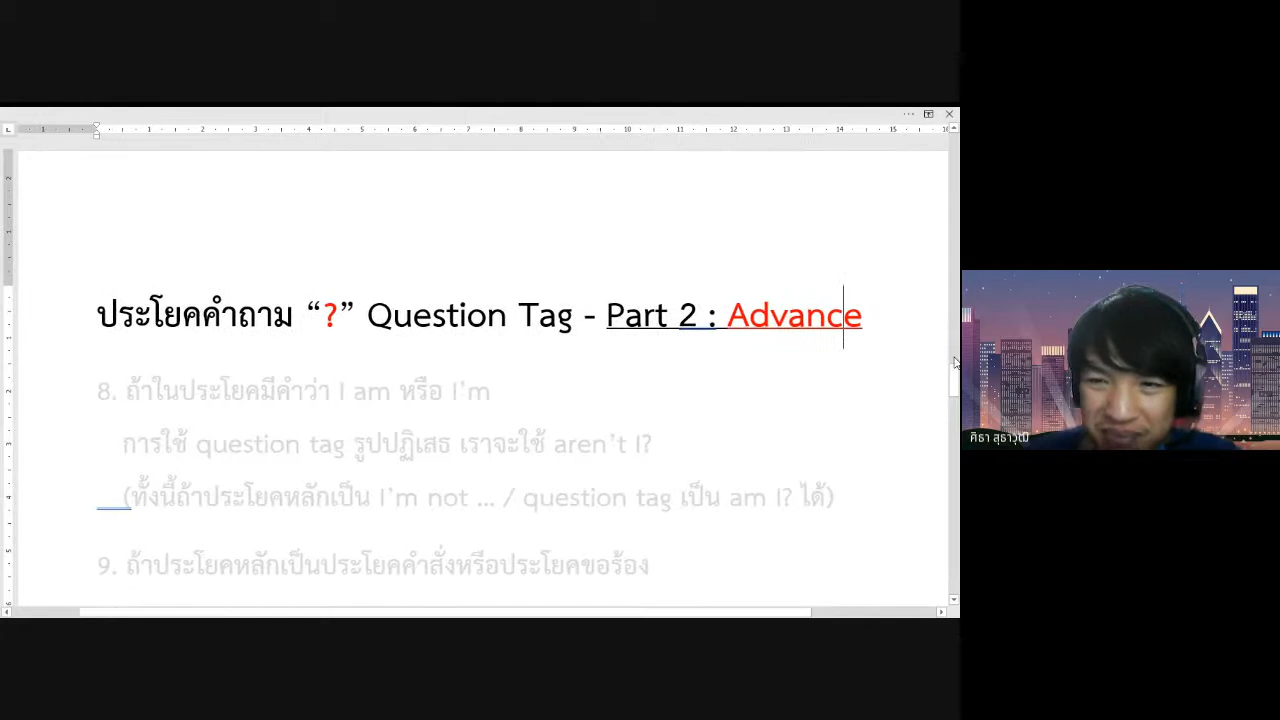 ประโยคคำถาม “?” Question Tag - Part 2 : Advance
8. ถ้าในประโยคมีคำว่า I am หรือ I’m
การใช้ question tag รูปปฏิเสธ เราจะใช้ aren’t I?
(ทั้งนี้ถ้าประโยคหลักเป็น I’m not ... / question tag เป็น am I? ได้)
9. ถ้าประโยคหลักเป็นประโยคคำสั่งหรือประโยคขอร้อง
ศิธา สุธาวุฒิ